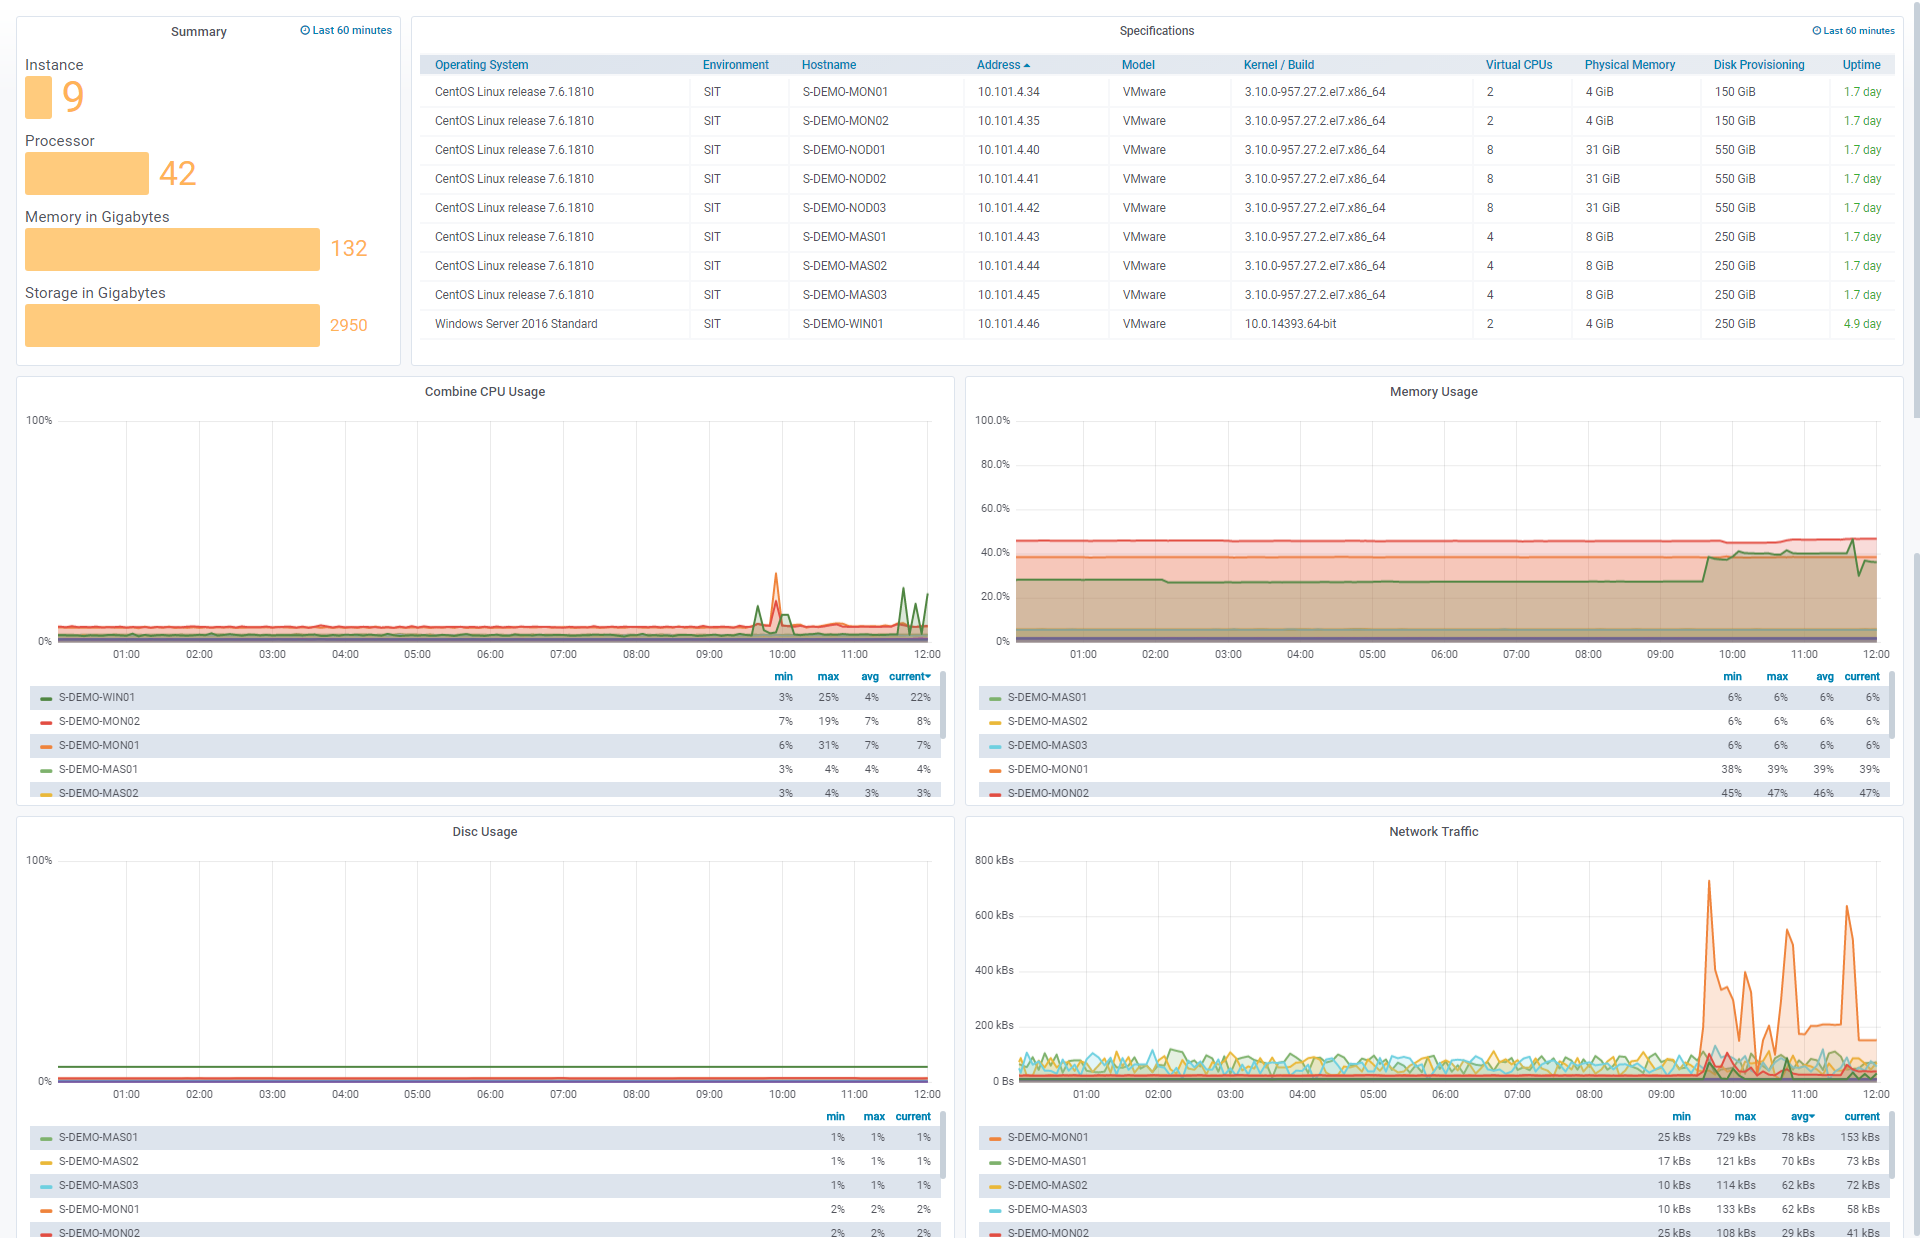 Summary
Last 60 minutes
Instance
9
Processor
42
Memory in Gigabytes
132
Storage in Gigabytes
2950
Specifications
Last 60 minutes
Operating System Environment Hostname Address Model Kernel / Build Virtual CPUs Physical Memory Disk Provisioning Uptime
CentOS Linux release 7.6.1810 SIT S-DEMO-MON01 10.101.4.34 VMware 3.10.0-957.27.2.el7.x86_64 2 4 GiB 150 GiB 1.7 day
CentOS Linux release 7.6.1810 SIT S-DEMO-MON02 10.101.4.35 VMware 3.10.0-957.27.2.el7.x86_64 2 4 GiB 150 GiB 1.7 day
CentOS Linux release 7.6.1810 SIT S-DEMO-NOD01 10.101.4.40 VMware 3.10.0-957.27.2.el7.x86_64 8 31 GiB 550 GiB 1.7 day
CentOS Linux release 7.6.1810 SIT S-DEMO-NOD02 10.101.4.41 VMware 3.10.0-957.27.2.el7.x86_64 8 31 GiB 550 GiB 1.7 day
CentOS Linux release 7.6.1810 SIT S-DEMO-NOD03 10.101.4.42 VMware 3.10.0-957.27.2.el7.x86_64 8 31 GiB 550 GiB 1.7 day
CentOS Linux release 7.6.1810 SIT S-DEMO-MAS01 10.101.4.43 VMware 3.10.0-957.27.2.el7.x86_64 4 8 GiB 250 GiB 1.7 day
CentOS Linux release 7.6.1810 SIT S-DEMO-MAS02 10.101.4.44 VMware 3.10.0-957.27.2.el7.x86_64 4 8 GiB 250 GiB 1.7 day
CentOS Linux release 7.6.1810 SIT S-DEMO-MAS03 10.101.4.45 VMware 3.10.0-957.27.2.el7.x86_64 4 8 GiB 250 GiB 1.7 day
Windows Server 2016 Standard SIT S-DEMO-WIN01 10.101.4.46 VMware 10.0.14393.64-bit 2 4 GiB 250 GiB 4.9 day
Combine CPU Usage
100%
0%
01:00 02:00 03:00 04:00 05:00 06:00 07:00 08:00 09:00 10:00 11:00 12:00
min max avg current
S-DEMO-WIN01 3% 25% 4% 22%
S-DEMO-MON02 7% 19% 7% 8%
S-DEMO-MON01 6% 31% 7% 7%
S-DEMO-MAS01 3% 4% 4% 4%
S-DEMO-MAS02 3% 4% 3% 3%
Memory Usage
100.0%
80.0%
60.0%
40.0%
20.0%
0%
01:00 02:00 03:00 04:00 05:00 06:00 07:00 08:00 09:00 10:00 11:00 12:00
min max avg current
S-DEMO-MAS01 6% 6% 6% 6%
S-DEMO-MAS02 6% 6% 6% 6%
S-DEMO-MAS03 6% 6% 6% 6%
S-DEMO-MON01 38% 39% 39% 39%
S-DEMO-MON02 45% 47% 46% 47%
Disc Usage
100%
0%
01:00 02:00 03:00 04:00 05:00 06:00 07:00 08:00 09:00 10:00 11:00 12:00
min max current
S-DEMO-MAS01 1% 1% 1%
S-DEMO-MAS02 1% 1% 1%
S-DEMO-MAS03 1% 1% 1%
S-DEMO-MON01 2% 2% 2%
S-DEMO-MON02 2% 2% 2%
Network Traffic
800 kBs
600 kBs
400 kBs
200 kBs
0 Bs
01:00 02:00 03:00 04:00 05:00 06:00 07:00 08:00 09:00 10:00 11:00 12:00
min max avg current
S-DEMO-MON01 25 kBs 729 kBs 78 kBs 153 kBs
S-DEMO-MAS01 17 kBs 121 kBs 70 kBs 73 kBs
S-DEMO-MAS02 10 kBs 114 kBs 62 kBs 72 kBs
S-DEMO-MAS03 10 kBs 133 kBs 62 kBs 58 kBs
S-DEMO-MON02 25 kBs 108 kBs 29 kBs 41 kBs